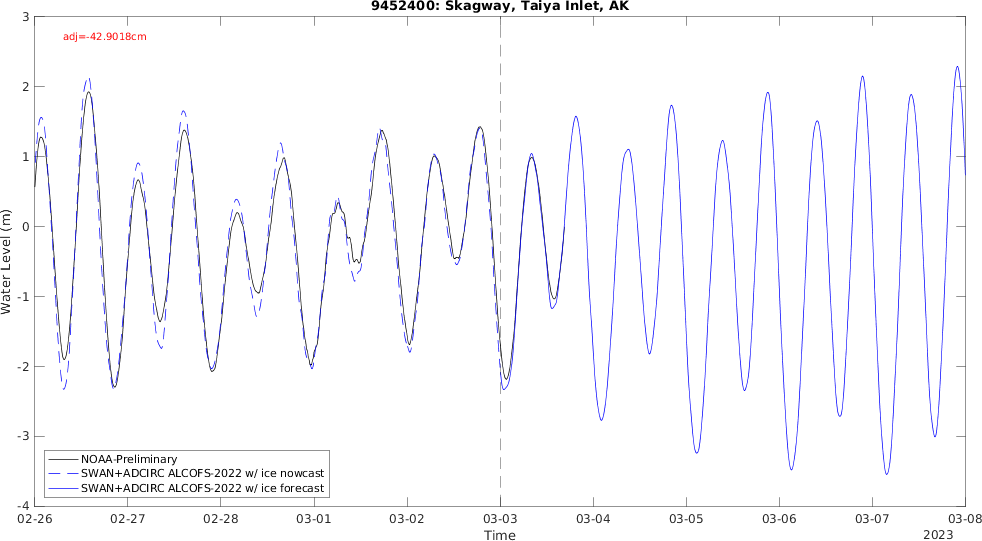 9452400: Skagway, Taiya Inlet, AK
adj=-42.9018cm
3
2
1
0
-1
-2
-3
-4
Water Level (m)
NOAA-Preliminary
SWAN+ADCIRC ALCOFS-2022 w/ ice nowcast
SWAN+ADCIRC ALCOFS-2022 w/ ice forecast
02-26 02-27 02-28 03-01 03-02 03-03 03-04 03-05 03-06 03-07 03-08
Time
2023